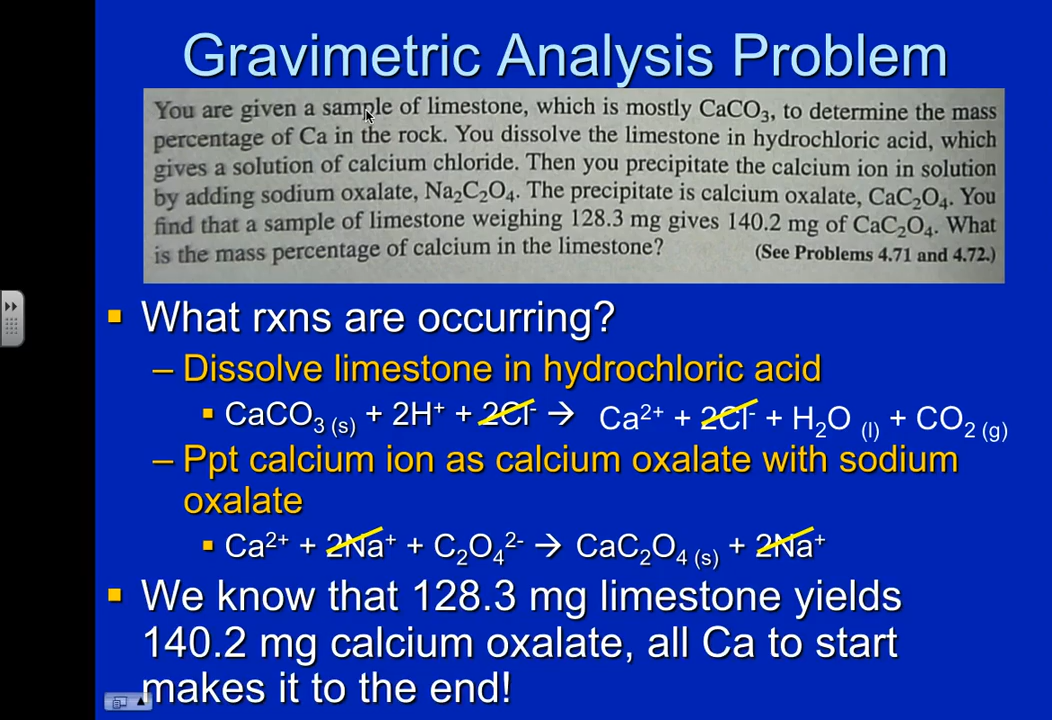 Gravimetric Analysis Problem
You are given a sample of limestone, which is mostly CaCO₃, to determine the mass
percentage of Ca in the rock. You dissolve the limestone in hydrochloric acid, which
gives a solution of calcium chloride. Then you precipitate the calcium ion in solution
by adding sodium oxalate, Na₂C₂O₄. The precipitate is calcium oxalate, CaC₂O₄. You
find that a sample of limestone weighing 128.3 mg gives 140.2 mg of CaC₂O₄. What
is the mass percentage of calcium in the limestone? (See Problems 4.71 and 4.72.)
▪ What rxns are occurring?
– Dissolve limestone in hydrochloric acid
▪ CaCO₃ (s) + 2H⁺ + 2Cl⁻ → Ca²⁺ + 2Cl⁻ + H₂O (l) + CO₂ (g)
– Ppt calcium ion as calcium oxalate with sodium
oxalate
▪ Ca²⁺ + 2Na⁺ + C₂O₄²⁻ → CaC₂O₄ (s) + 2Na⁺
▪ We know that 128.3 mg limestone yields
140.2 mg calcium oxalate, all Ca to start
makes it to the end!